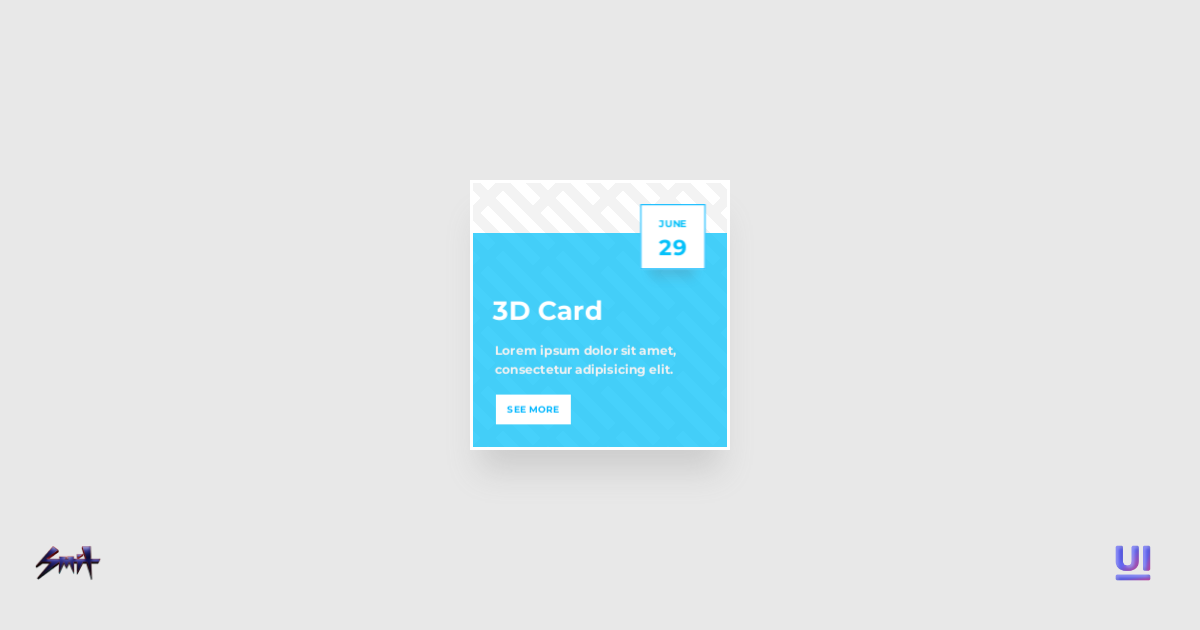 JUNE
29
3D Card
Lorem ipsum dolor sit amet,
consectetur adipisicing elit.
SEE MORE
UI